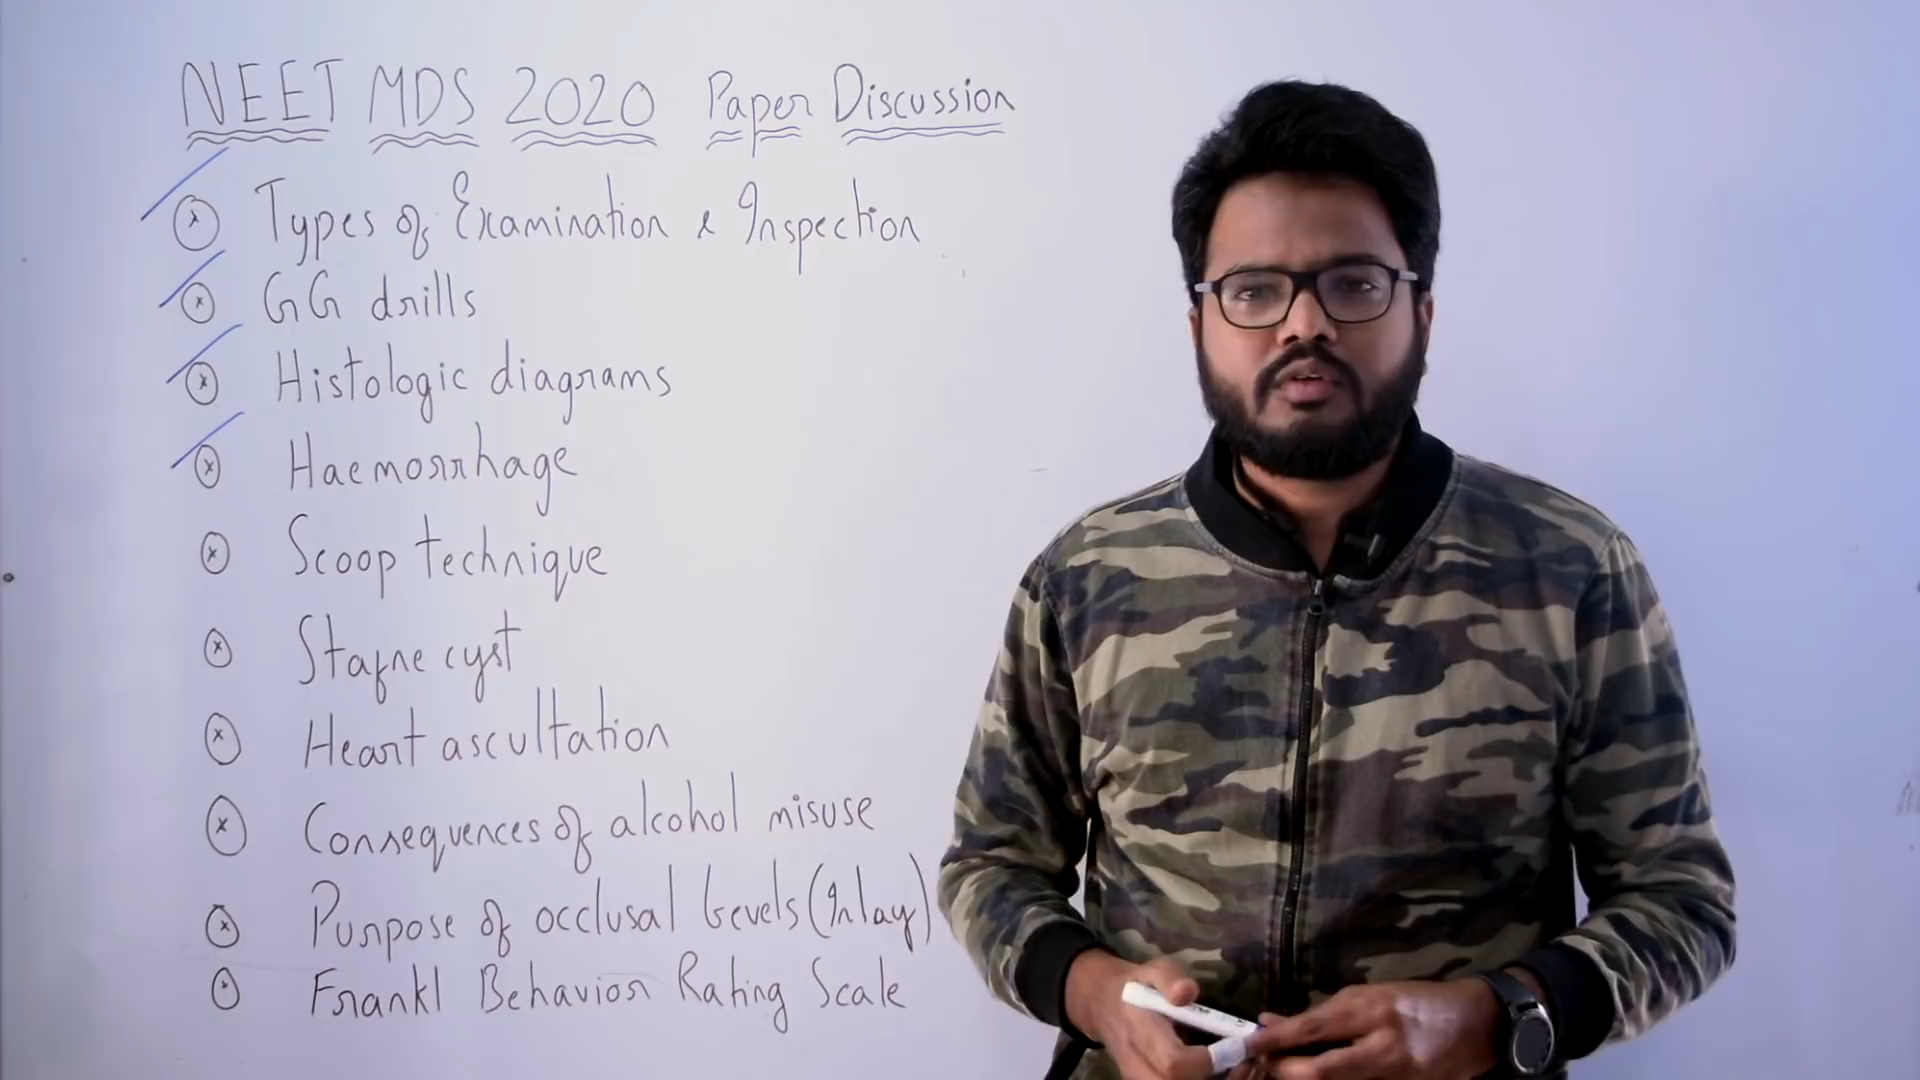 NEET MDS 2020 Paper Discussion
Types of Examination & Inspection
GG drills
Histologic diagrams
Haemorrhage
Scoop technique
Stafne cyst
Heart ascultation
Consequences of alcohol misuse
Purpose of occlusal bevels (Inlay)
Frankl Behavior Rating Scale